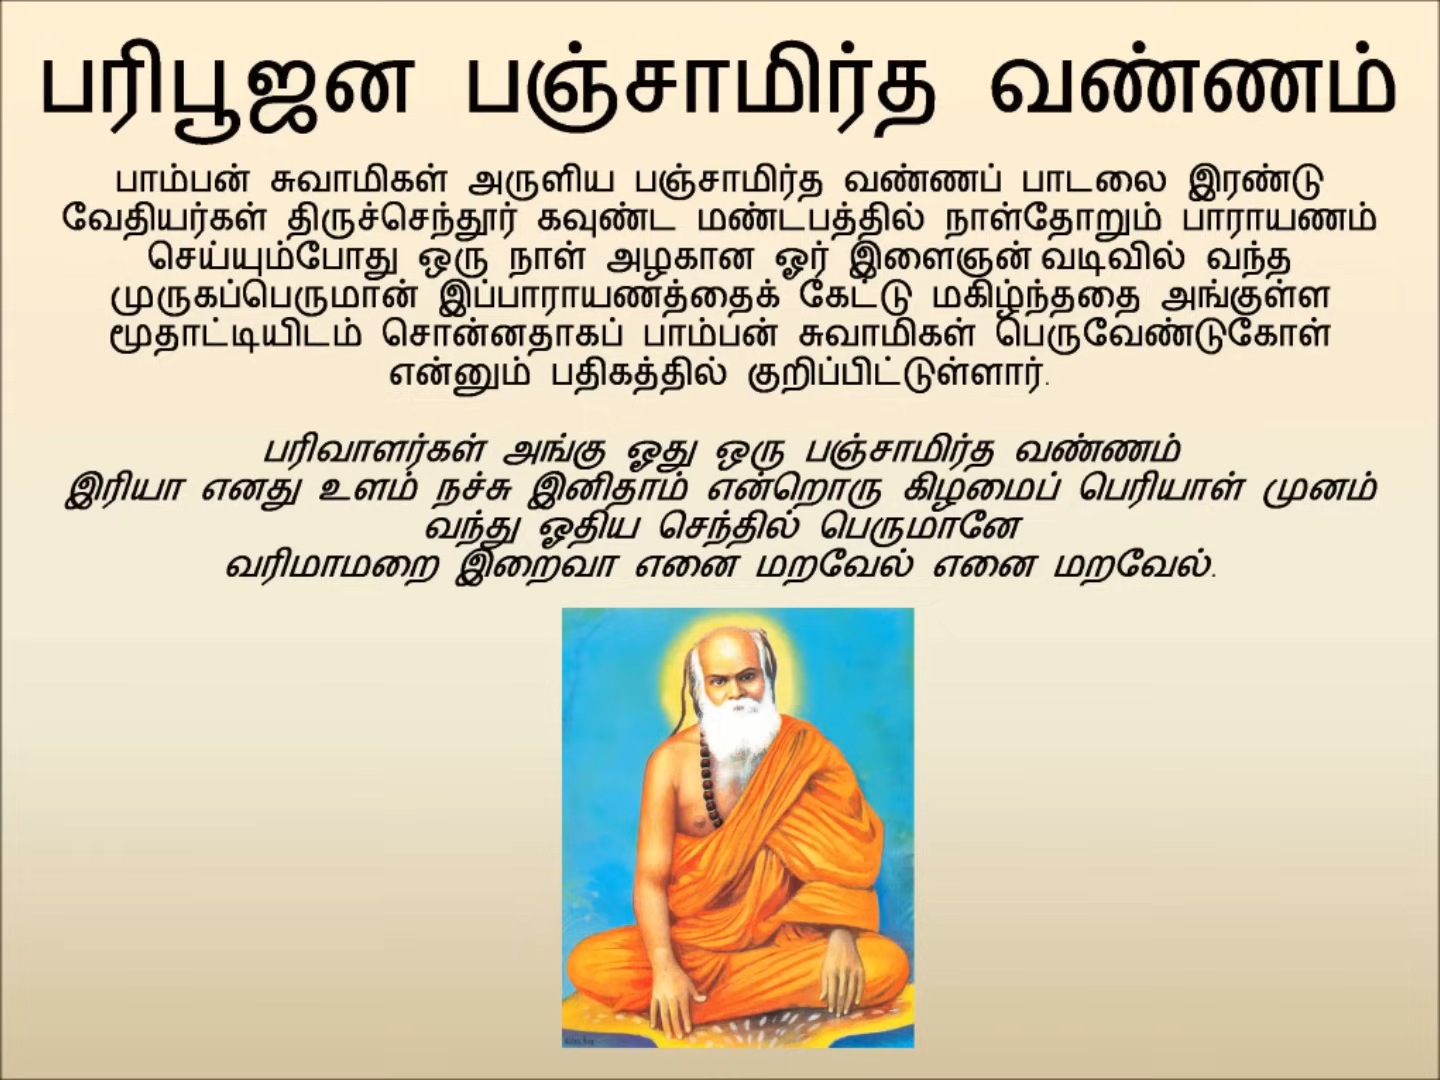 பரிபூஜன பஞ்சாமிர்த வண்ணம்
பாம்பன் சுவாமிகள் அருளிய பஞ்சாமிர்த வண்ணப் பாடலை இரண்டு
வேதியர்கள் திருச்செந்தூர் கவுண்ட மண்டபத்தில் நாள்தோறும் பாராயணம்
செய்யும்போது ஒரு நாள் அழகான ஓர் இளைஞன் வடிவில் வந்த
முருகப்பெருமான் இப்பாராயணத்தைக் கேட்டு மகிழ்ந்ததை அங்குள்ள
மூதாட்டியிடம் சொன்னதாகப் பாம்பன் சுவாமிகள் பெருவேண்டுகோள்
என்னும் பதிகத்தில் குறிப்பிட்டுள்ளார்.
பரிவாளர்கள் அங்கு ஓது ஒரு பஞ்சாமிர்த வண்ணம்
இரியா எனது உளம் நச்சு இனிதாம் என்றொரு கிழமைப் பெரியாள் முனம்
வந்து ஓதிய செந்தில் பெருமானே
வரிமாமறை இறைவா எனை மறவேல் எனை மறவேல்.